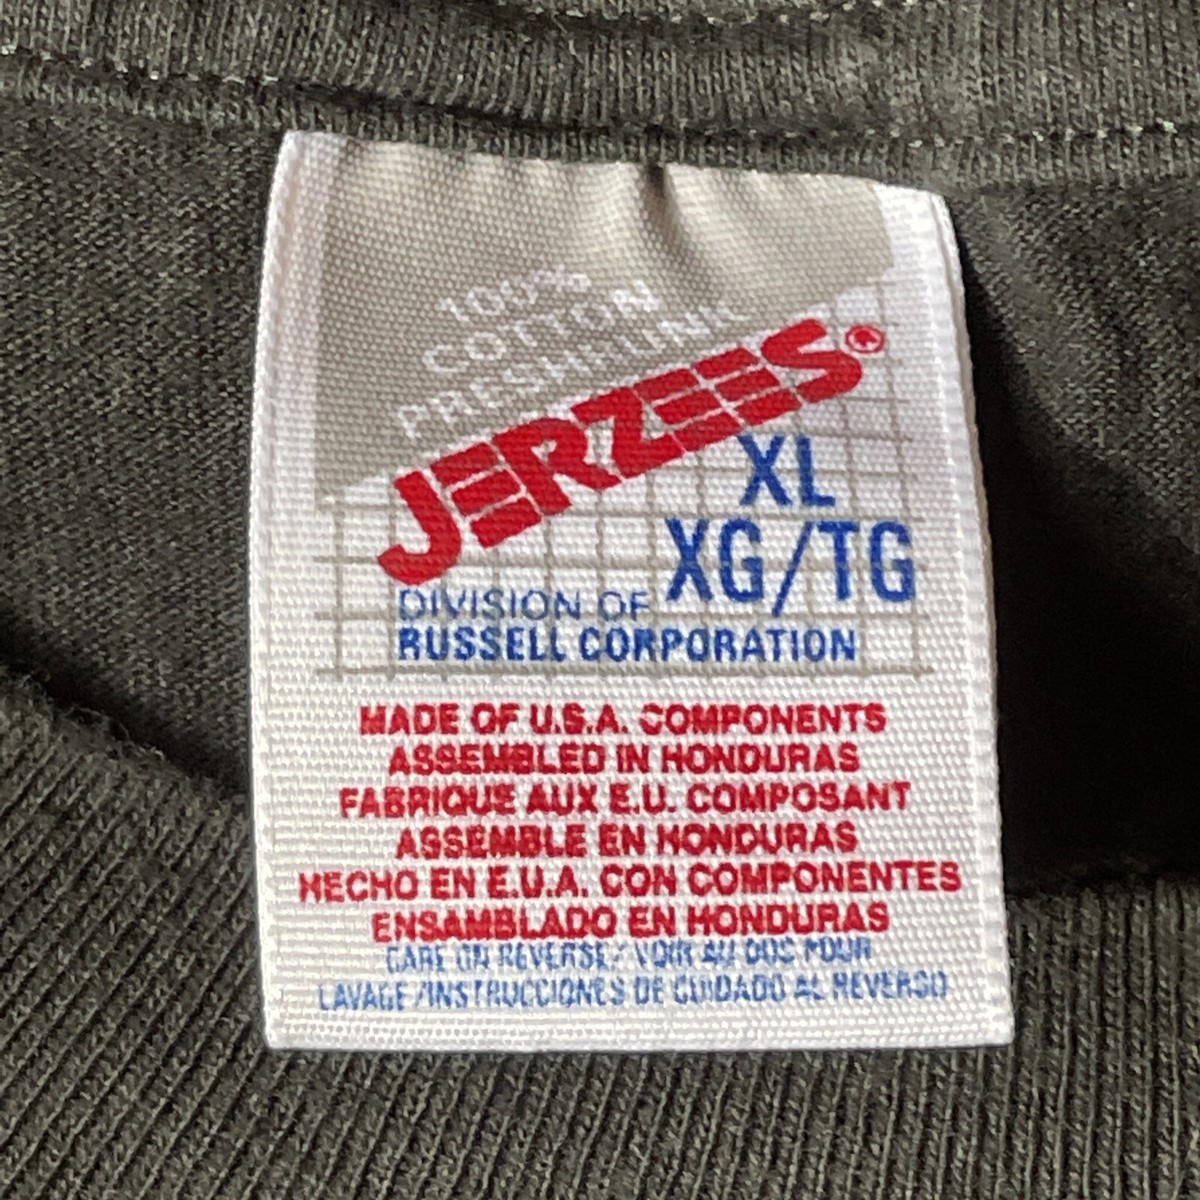 100%
COTTON
PRESHRUNK
JERZEES®
XL
XG/TG
DIVISION OF
RUSSELL CORPORATION
MADE OF U.S.A. COMPONENTS
ASSEMBLED IN HONDURAS
FABRIQUE AUX E.U. COMPOSANT
ASSEMBLE EN HONDURAS
HECHO EN E.U.A. CON COMPONENTES
ENSAMBLADO EN HONDURAS
CARE ON REVERSE/ VOIR AU DOS POUR
LAVAGE/INSTRUCCIONES DE CUIDADO AL REVERSO